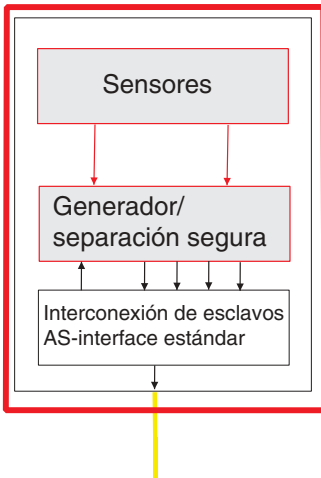 Sensores
Generador/
separación segura
Interconexión de esclavos
AS-interface estándar